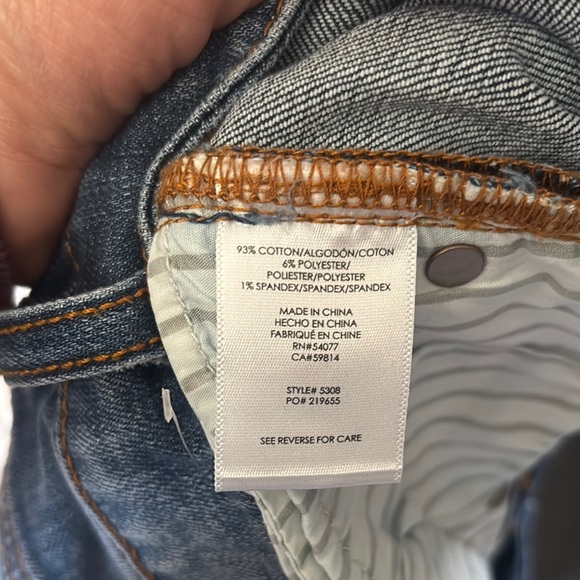 93% COTTON/ALGODÓN/COTON
6% POLYESTER/
POLIESTER/POLYESTER
1% SPANDEX/SPANDEX/SPANDEX
MADE IN CHINA
HECHO EN CHINA
FABRIQUÉ EN CHINE
RN#54077
CA#59814
STYLE# 5308
PO# 219655
SEE REVERSE FOR CARE